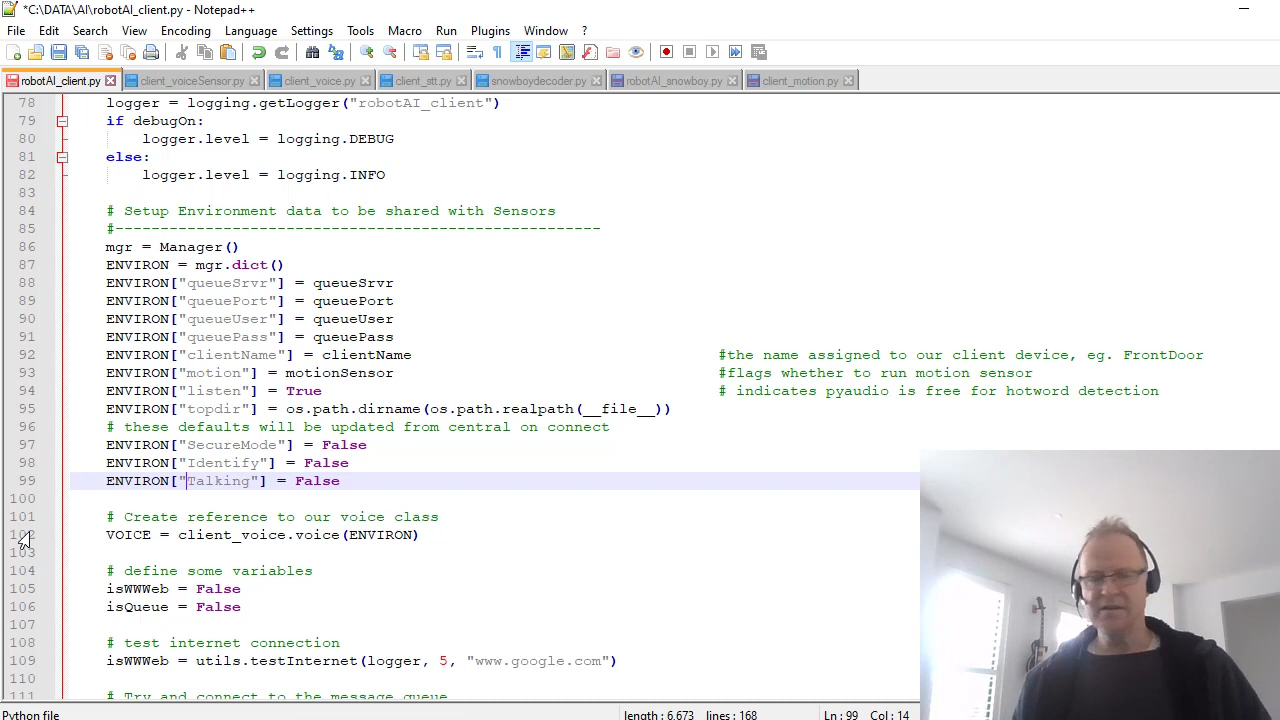 *C:\DATA\AI\robotAI_client.py - Notepad++
File Edit Search View Encoding Language Settings Tools Macro Run Plugins Window ?
robotAI_client.py client_voiceSensor.py client_voice.py client_stt.py snowboydecoder.py robotAI_snowboy.py client_motion.py
78 logger = logging.getLogger("robotAI_client")
79 if debugOn:
80 logger.level = logging.DEBUG
81 else:
82 logger.level = logging.INFO
83
84 # Setup Environment data to be shared with Sensors
85 #------------------------------------------------------
86 mgr = Manager()
87 ENVIRON = mgr.dict()
88 ENVIRON["queueSrvr"] = queueSrvr
89 ENVIRON["queuePort"] = queuePort
90 ENVIRON["queueUser"] = queueUser
91 ENVIRON["queuePass"] = queuePass
92 ENVIRON["clientName"] = clientName #the name assigned to our client device, eg. FrontDoor
93 ENVIRON["motion"] = motionSensor #flags whether to run motion sensor
94 ENVIRON["listen"] = True # indicates pyaudio is free for hotword detection
95 ENVIRON["topdir"] = os.path.dirname(os.path.realpath(__file__))
96 # these defaults will be updated from central on connect
97 ENVIRON["SecureMode"] = False
98 ENVIRON["Identify"] = False
99 ENVIRON["Talking"] = False
100
101 # Create reference to our voice class
102 VOICE = client_voice.voice(ENVIRON)
103
104 # define some variables
105 isWWWeb = False
106 isQueue = False
107
108 # test internet connection
109 isWWWeb = utils.testInternet(logger, 5, "www.google.com")
110
111 # Try and connect to the message queue
Python file length : 6,673 lines : 168 Ln : 99 Col : 14